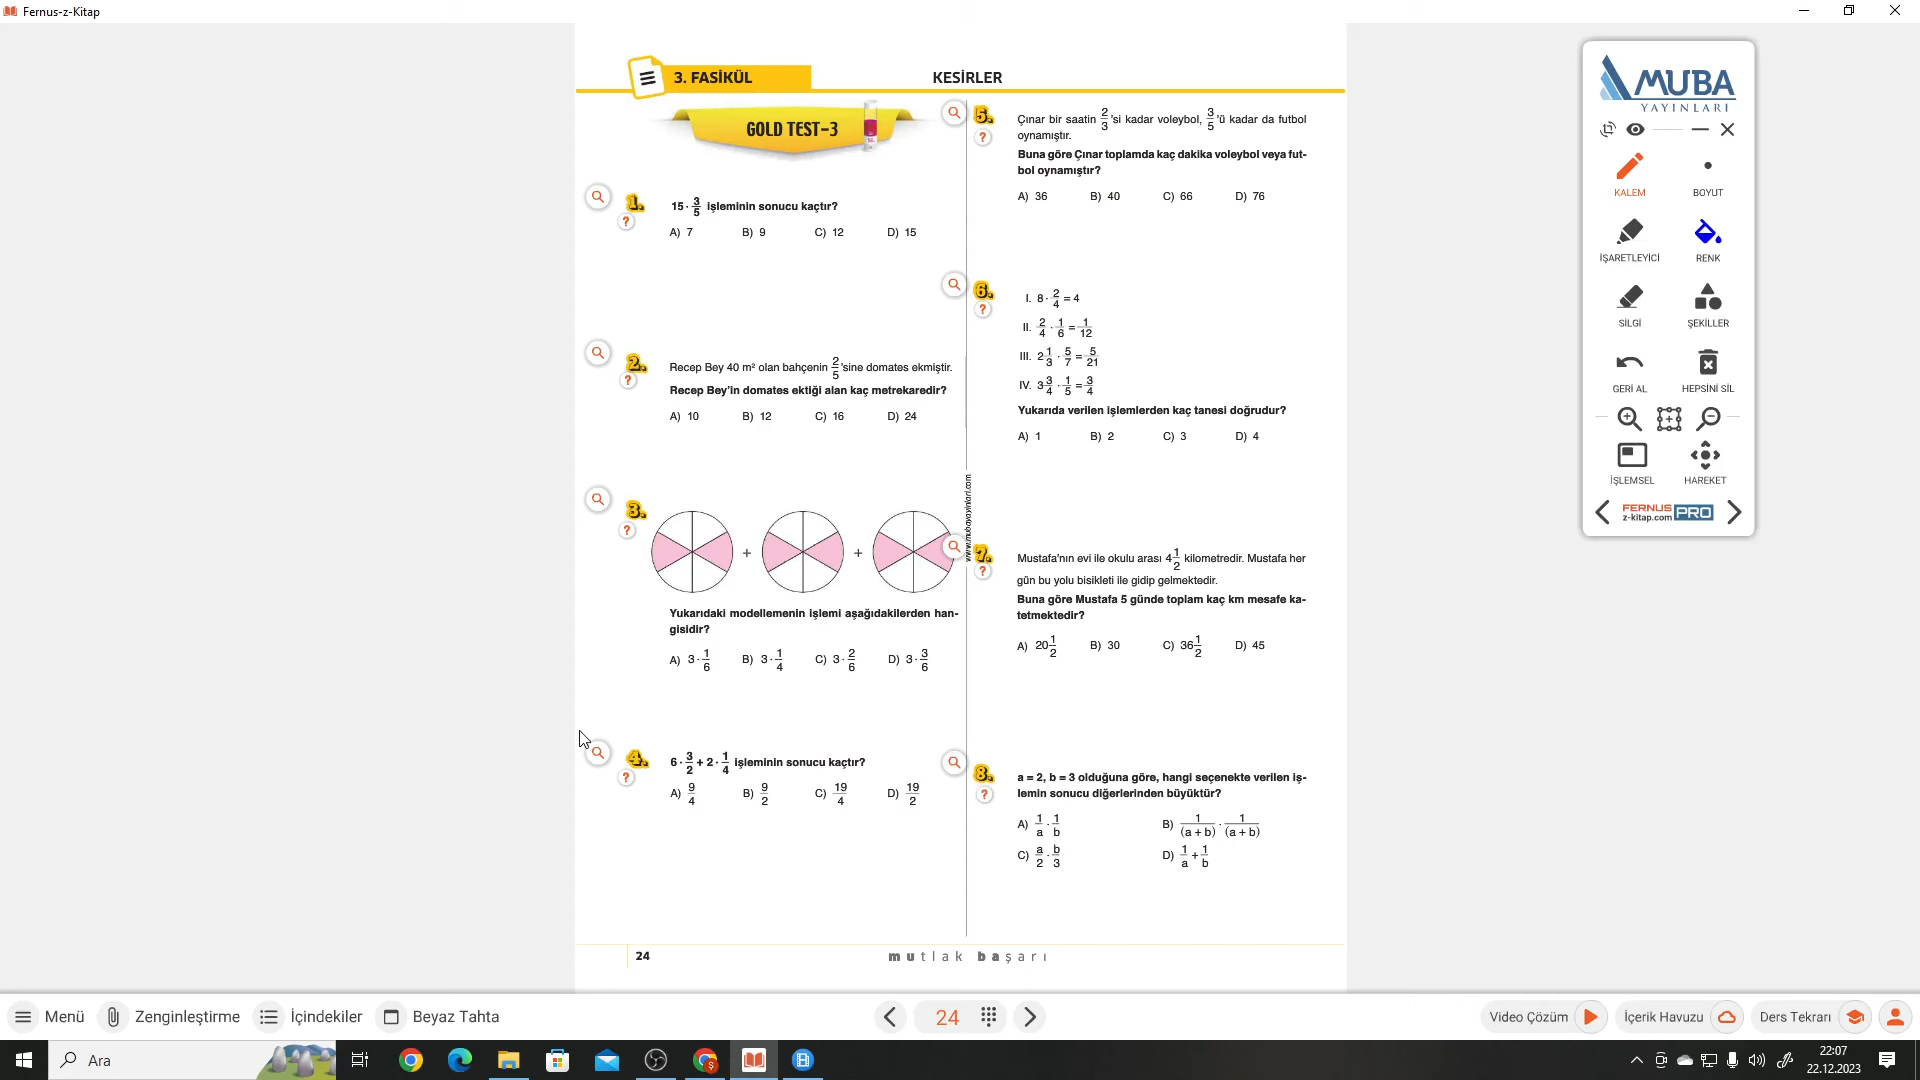 Fernus-z-Kitap
3. FASİKÜL
KESİRLER
GOLD TEST-3
1.
?
15 · 3/5 işleminin sonucu kaçtır?
A) 7 B) 9 C) 12 D) 15
2.
?
Recep Bey 40 m² olan bahçenin 2/5 'sine domates ekmiştir.
Recep Bey'in domates ektiği alan kaç metrekaredir?
A) 10 B) 12 C) 16 D) 24
3.
?
+ +
Yukarıdaki modellemenin işlemi aşağıdakilerden han-
gisidir?
A) 3 · 1/6 B) 3 · 1/4 C) 3 · 2/6 D) 3 · 3/6
4.
?
6 · 3/2 + 2 · 1/4 işleminin sonucu kaçtır?
A) 9/4 B) 9/2 C) 19/4 D) 19/2
www.mubayayinlari.com
5.
?
Çınar bir saatin 2/3 'si kadar voleybol, 3/5 'ü kadar da futbol
oynamıştır.
Buna göre Çınar toplamda kaç dakika voleybol veya fut-
bol oynamıştır?
A) 36 B) 40 C) 66 D) 76
6.
?
I. 8 · 2/4 = 4
II. 2/4 · 1/6 = 1/12
III. 2 1/3 · 5/7 = 5/21
IV. 3 3/4 · 1/5 = 3/4
Yukarıda verilen işlemlerden kaç tanesi doğrudur?
A) 1 B) 2 C) 3 D) 4
7.
?
Mustafa'nın evi ile okulu arası 4 1/2 kilometredir. Mustafa her
gün bu yolu bisikleti ile gidip gelmektedir.
Buna göre Mustafa 5 günde toplam kaç km mesafe ka-
tetmektedir?
A) 20 1/2 B) 30 C) 36 1/2 D) 45
8.
?
a = 2, b = 3 olduğuna göre, hangi seçenekte verilen iş-
lemin sonucu diğerlerinden büyüktür?
A) 1/a · 1/b B) 1/(a + b) · 1/(a + b)
C) a/2 · b/3 D) 1/a + 1/b
24
mutlak başarı
MUBA
YAYINLARI
KALEM BOYUT
İŞARETLEYİCİ RENK
SİLGİ ŞEKİLLER
GERİ AL HEPSİNİ SİL
İŞLEMSEL HAREKET
FERNUS
z-kitap.com PRO
Menü Zenginleştirme İçindekiler Beyaz Tahta
24
Video Çözüm İçerik Havuzu Ders Tekrarı
Ara
Ş
22:07
22.12.2023